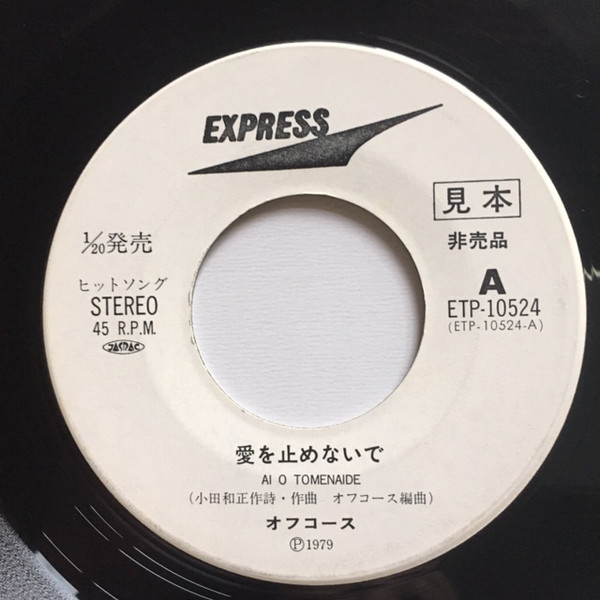 EXPRESS
見本
1/20発売
非売品
ヒットソング
A
STEREO
ETP-10524
45 R.P.M.
(ETP-10524-A)
JASRAC
愛を止めないで
AI O TOMENAIDE
(小田和正作詩・作曲 オフコース編曲)
オフコース
Ⓟ1979